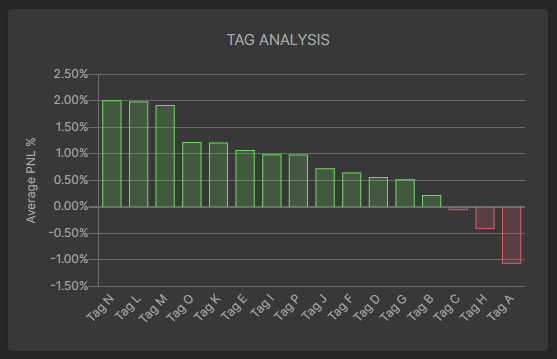 TAG ANALYSIS
Average PNL %
2.50%
2.00%
1.50%
1.00%
0.50%
0.00%
-0.50%
-1.00%
-1.50%
Tag N
Tag L
Tag M
Tag O
Tag K
Tag E
Tag I
Tag P
Tag J
Tag F
Tag D
Tag G
Tag B
Tag C
Tag H
Tag A